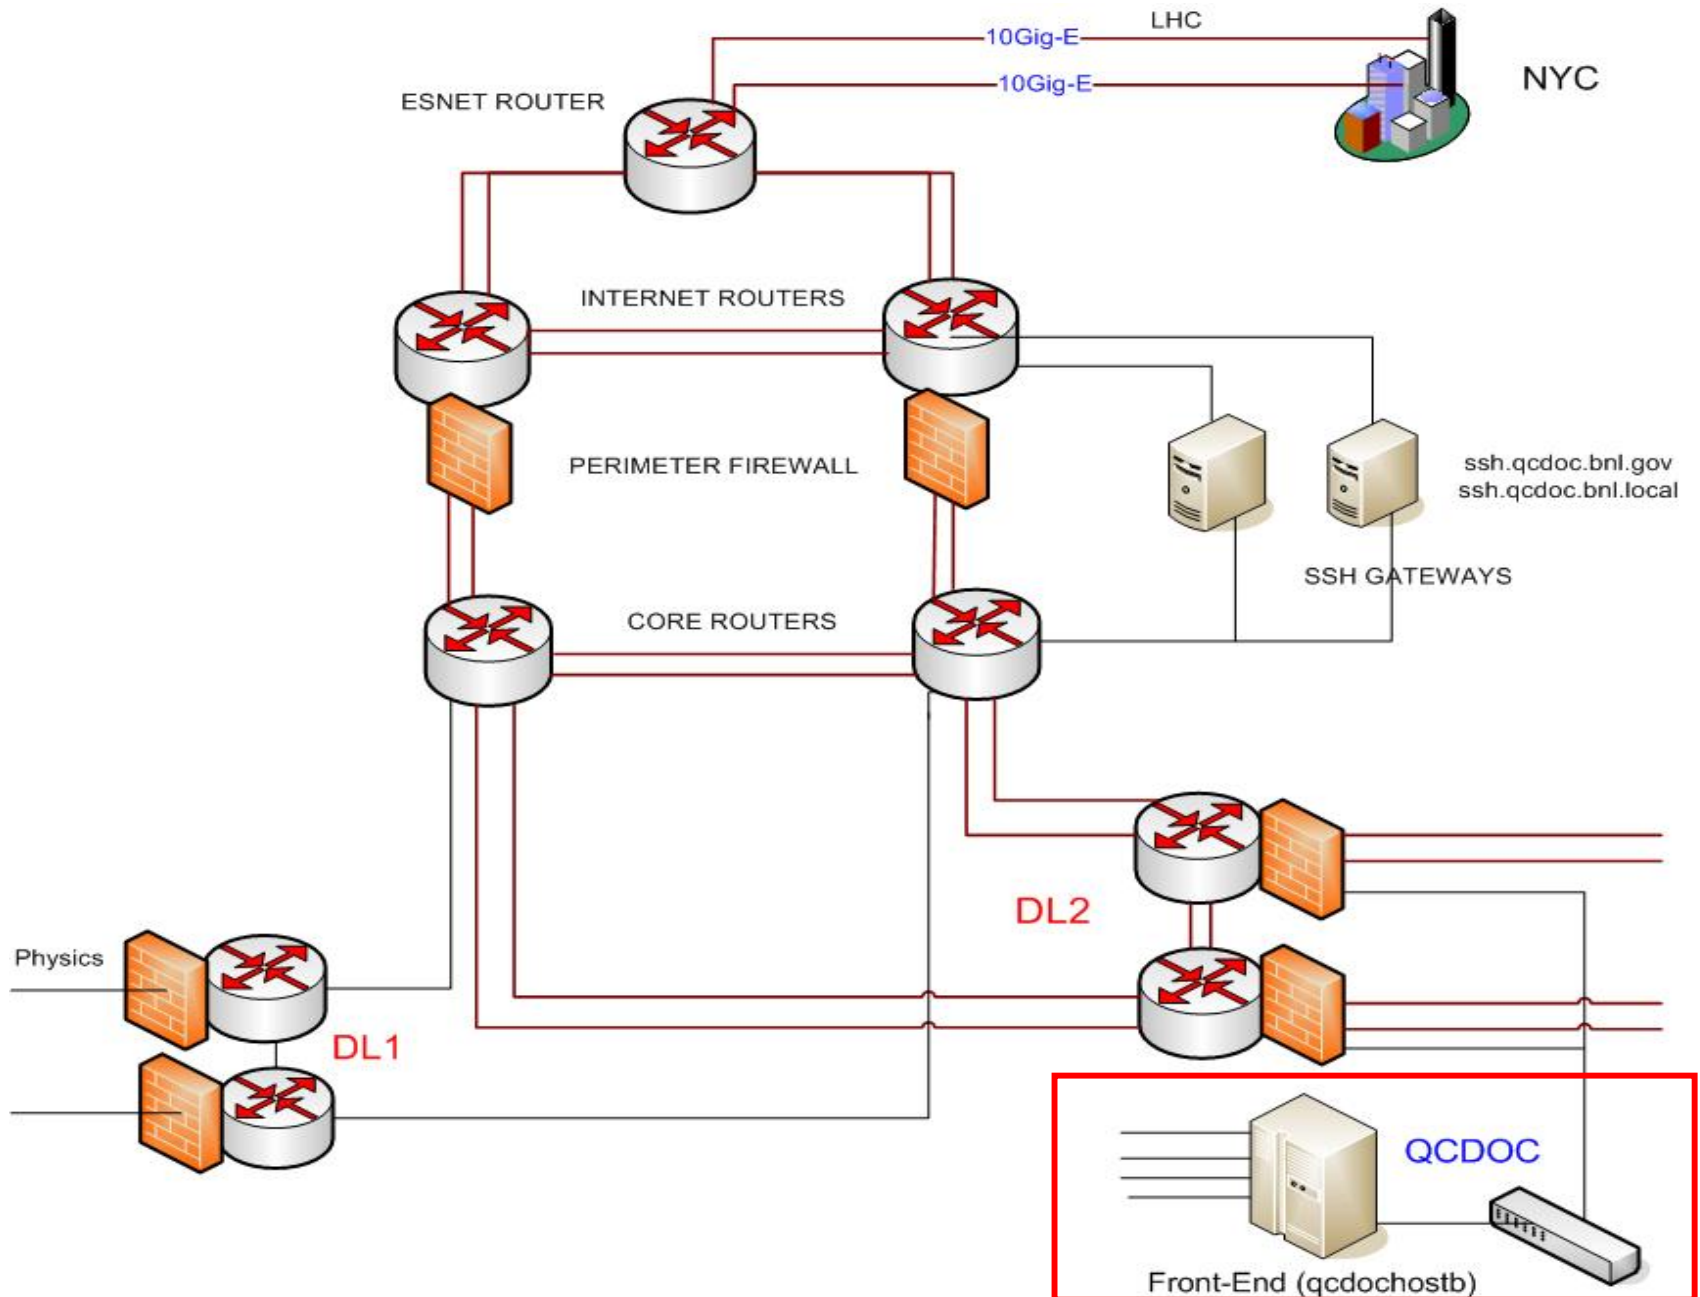 LHC
10Gig-E
NYC
10Gig-E
ESNET ROUTER
INTERNET ROUTERS
PERIMETER FIREWALL
ssh.qcdoc.bnl.gov
ssh.qcdoc.bnl.local
SSH GATEWAYS
CORE ROUTERS
DL2
Physics
DL1
QCDOC
Front-End (qcdochostb)